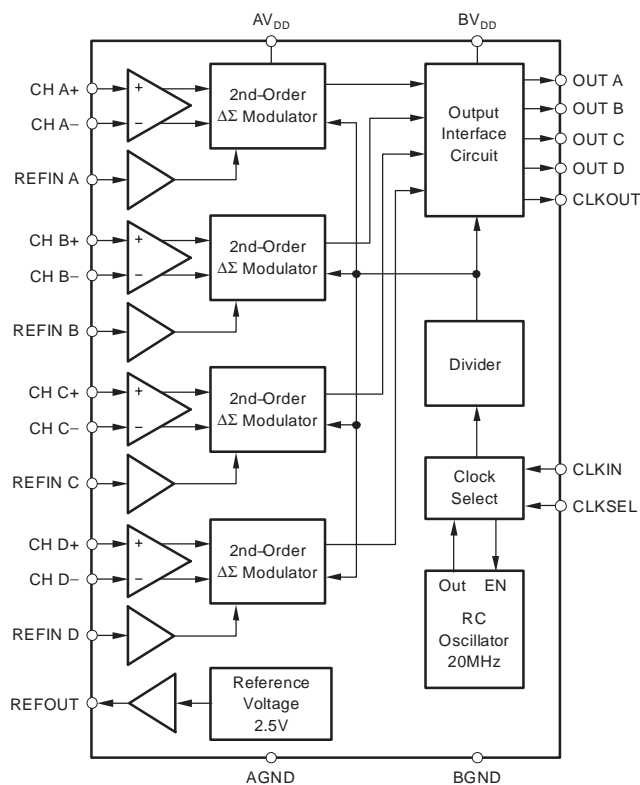 AVDD
BVDD
CH A+
CH A−
REFIN A
+
−
2nd-Order
ΔΣ Modulator
Output
Interface
Circuit
OUT A
OUT B
OUT C
OUT D
CLKOUT
CH B+
CH B−
REFIN B
+
−
2nd-Order
ΔΣ Modulator
Divider
CH C+
CH C−
REFIN C
+
−
2nd-Order
ΔΣ Modulator
Clock
Select
CLKIN
CLKSEL
CH D+
CH D−
REFIN D
+
−
2nd-Order
ΔΣ Modulator
Out EN
RC
Oscillator
20MHz
REFOUT
Reference
Voltage
2.5V
AGND
BGND